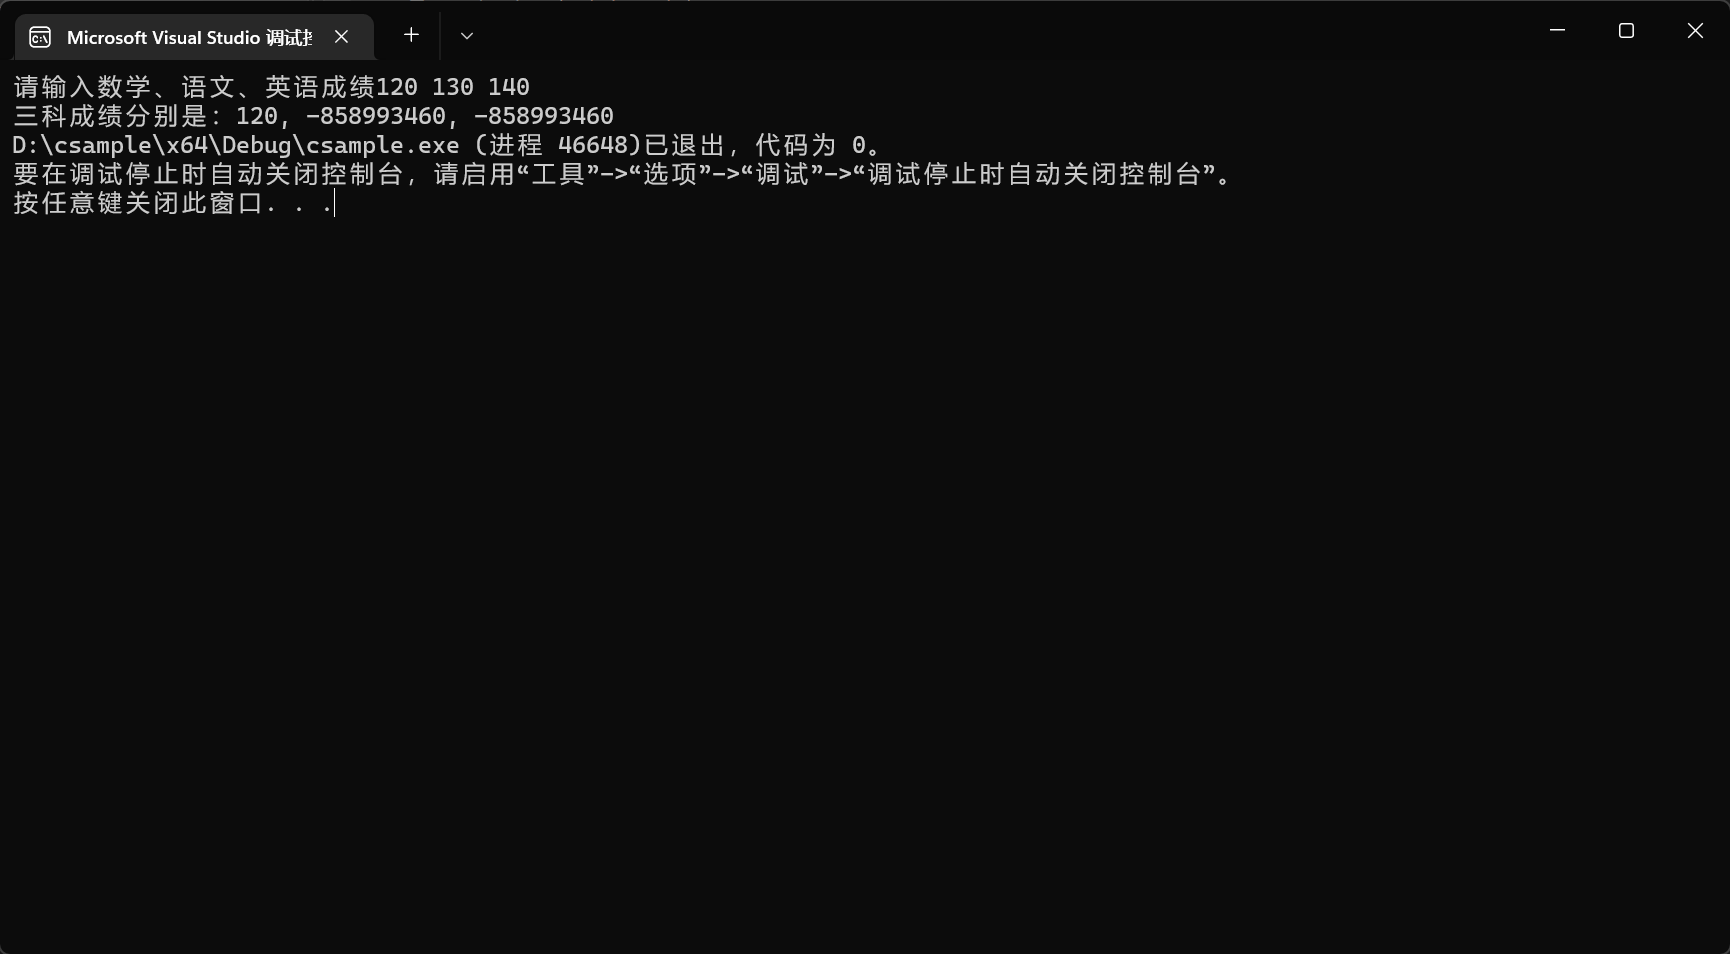 Microsoft Visual Studio 调试
请输入数学、语文、英语成绩120 130 140
三科成绩分别是：120, -858993460, -858993460
D:\csample\x64\Debug\csample.exe (进程 46648)已退出，代码为 0。
要在调试停止时自动关闭控制台，请启用“工具”->“选项”->“调试”->“调试停止时自动关闭控制台”。
按任意键关闭此窗口. . .